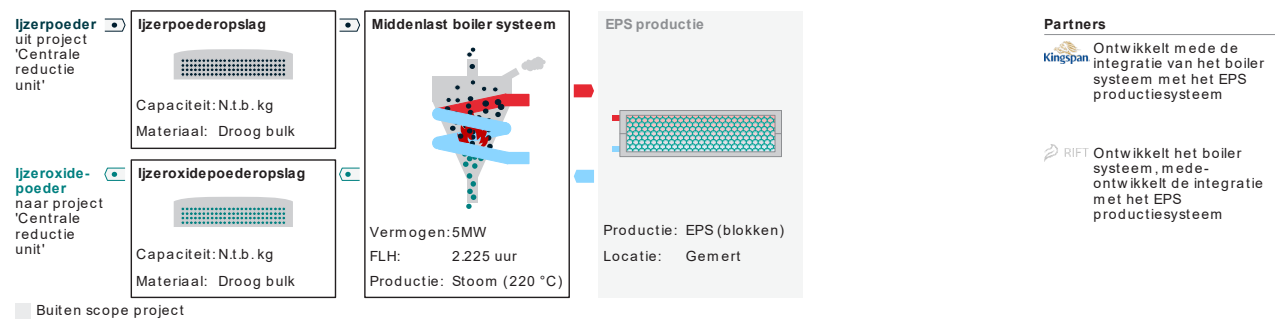 Ijzerpoeder
uit project
'Centrale
reductie
unit'
Ijzerpoederopslag
Capaciteit: N.t.b. kg
Materiaal: Droog bulk
Ijzeroxide-
poeder
naar project
'Centrale
reductie
unit'
Ijzeroxidepoederopslag
Capaciteit: N.t.b. kg
Materiaal: Droog bulk
Middenlast boiler systeem
Vermogen: 5MW
FLH: 2.225 uur
Productie: Stoom (220 °C)
EPS productie
Productie: EPS (blokken)
Locatie: Gemert
Buiten scope project
Partners
Kingspan
Ontwikkelt mede de
integratie van het boiler
systeem met het EPS
productiesysteem
RIFT
Ontwikkelt het boiler
systeem, mede-
ontwikkelt de integratie
met het EPS
productiesysteem